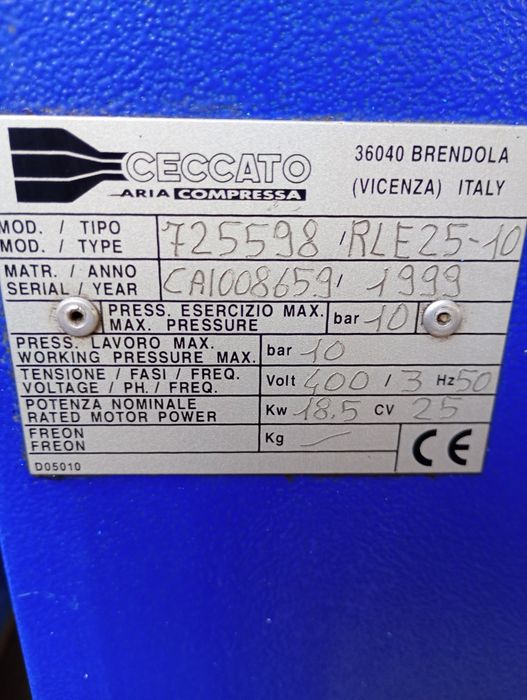 CECCATO
ARIA COMPRESSA
36040 BRENDOLA
(VICENZA) ITALY
MOD. / TIPO
MOD. / TYPE
725598 / RLE25-10
MATR. / ANNO
SERIAL / YEAR
CAI008659 / 1999
PRESS. ESERCIZIO MAX.
MAX. PRESSURE
bar 10
PRESS. LAVORO MAX.
WORKING PRESSURE MAX.
bar 10
TENSIONE / FASI / FREQ.
VOLTAGE / PH. / FREQ.
Volt 400 / 3 Hz 50
POTENZA NOMINALE
RATED MOTOR POWER
Kw 18.5 CV 25
FREON
FREON
Kg —
CE
D05010